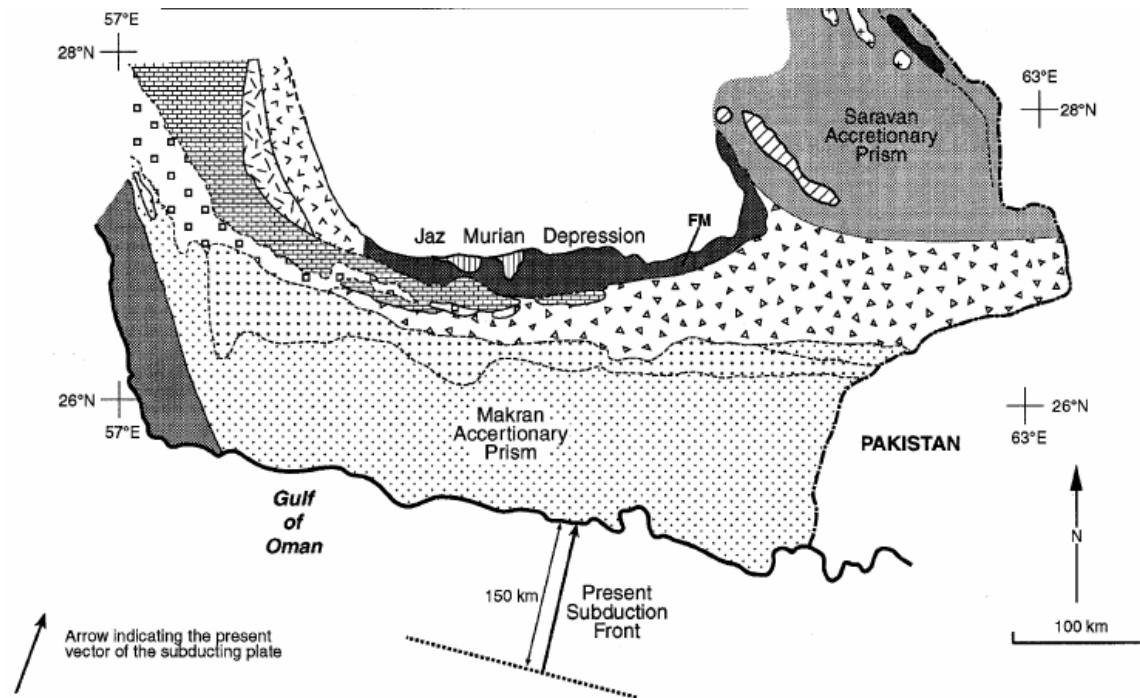 57°E
28°N
63°E
28°N
Saravan
Accretionary
Prism
FM
Jaz Murian Depression
26°N
57°E
Makran
Accertionary
Prism
26°N
63°E
PAKISTAN
Gulf
of
Oman
N
150 km
Present
Subduction
Front
100 km
Arrow indicating the present
vector of the subducting plate